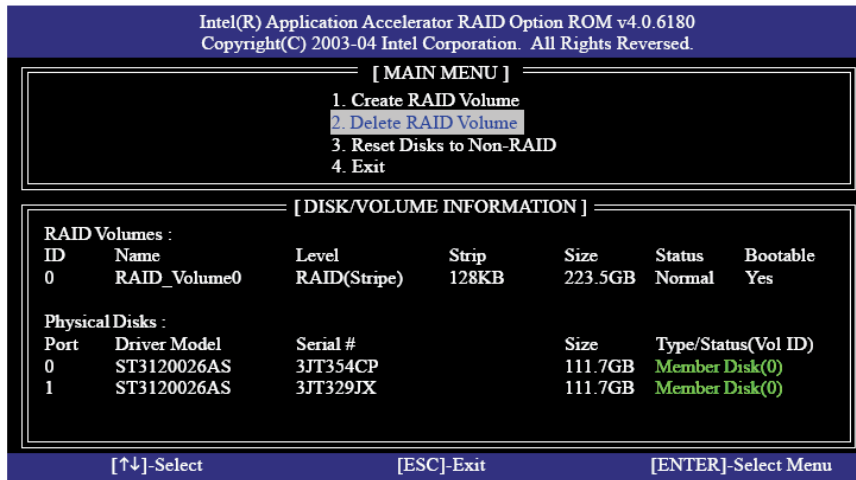 Intel(R) Application Accelerator RAID Option ROM v4.0.6180
Copyright(C) 2003-04 Intel Corporation. All Rights Reversed.
[ MAIN MENU ]
1. Create RAID Volume
2. Delete RAID Volume
3. Reset Disks to Non-RAID
4. Exit
[ DISK/VOLUME INFORMATION ]
RAID Volumes :
ID Name Level Strip Size Status Bootable
0 RAID_Volume0 RAID(Stripe) 128KB 223.5GB Normal Yes
Physical Disks :
Port Driver Model Serial # Size Type/Status(Vol ID)
0 ST3120026AS 3JT354CP 111.7GB Member Disk(0)
1 ST3120026AS 3JT329JX 111.7GB Member Disk(0)
[↑↓]-Select [ESC]-Exit [ENTER]-Select Menu